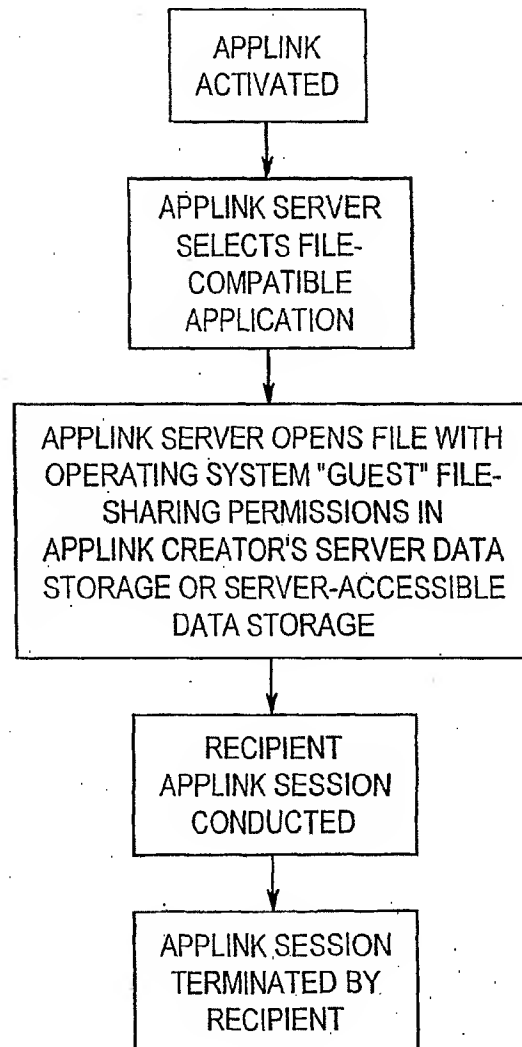 APPLINK
ACTIVATED
APPLINK SERVER
SELECTS FILE-
COMPATIBLE
APPLICATION
APPLINK SERVER OPENS FILE WITH
OPERATING SYSTEM "GUEST" FILE-
SHARING PERMISSIONS IN
APPLINK CREATOR'S SERVER DATA
STORAGE OR SERVER-ACCESSIBLE
DATA STORAGE
RECIPIENT
APPLINK SESSION
CONDUCTED
APPLINK SESSION
TERMINATED BY
RECIPIENT